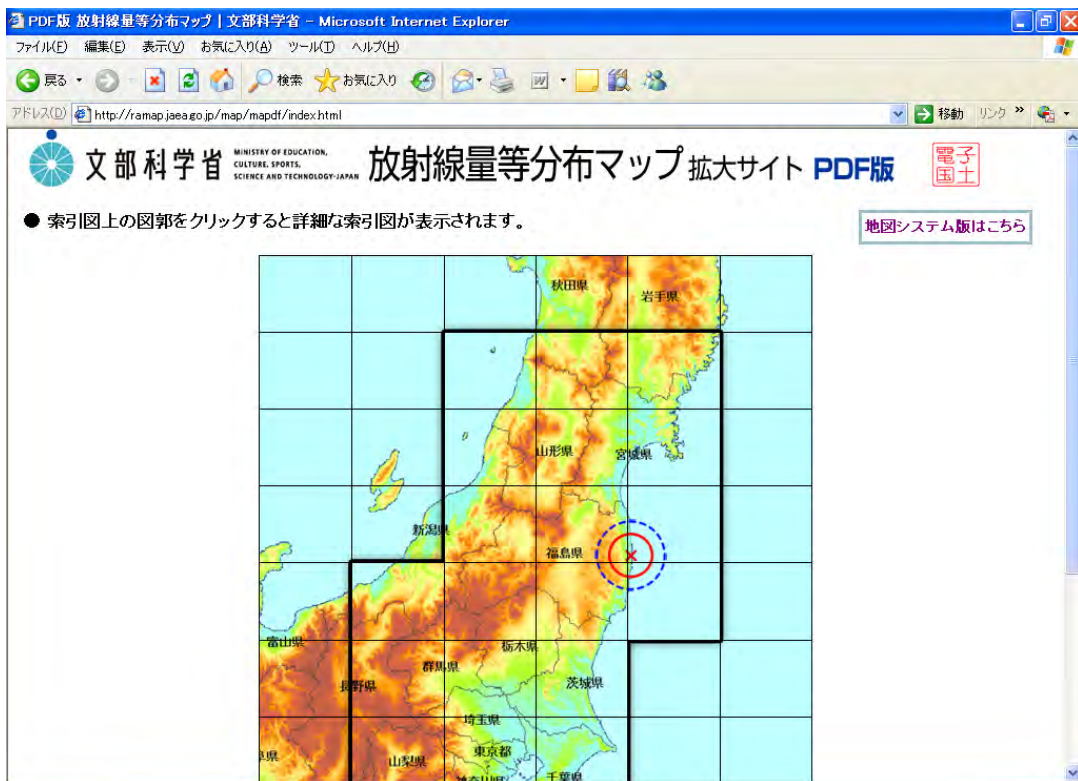 PDF版 放射線量等分布マップ | 文部科学省 - Microsoft Internet Explorer
ファイル(F) 編集(E) 表示(V) お気に入り(A) ツール(T) ヘルプ(H)
戻る 検索 お気に入り
アドレス(D) http://ramap.jaea.go.jp/map/mapdf/index.html 移動 リンク »
文部科学省 MINISTRY OF EDUCATION, CULTURE, SPORTS, SCIENCE AND TECHNOLOGY-JAPAN 放射線量等分布マップ 拡大サイト PDF版 電子国土
● 索引図上の図郭をクリックすると詳細な索引図が表示されます。
地図システム版はこちら
秋田県
岩手県
山形県
宮城県
新潟県
福島県
富山県
栃木県
群馬県
長野県
茨城県
埼玉県
東京都
山梨県
神奈川県
千葉県